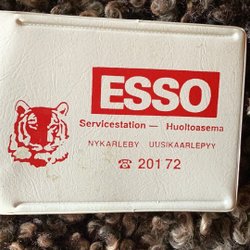 ESSO
Servicestation — Huoltoasema
NYKARLEBY UUSIKAARLEPYY
☎ 20172